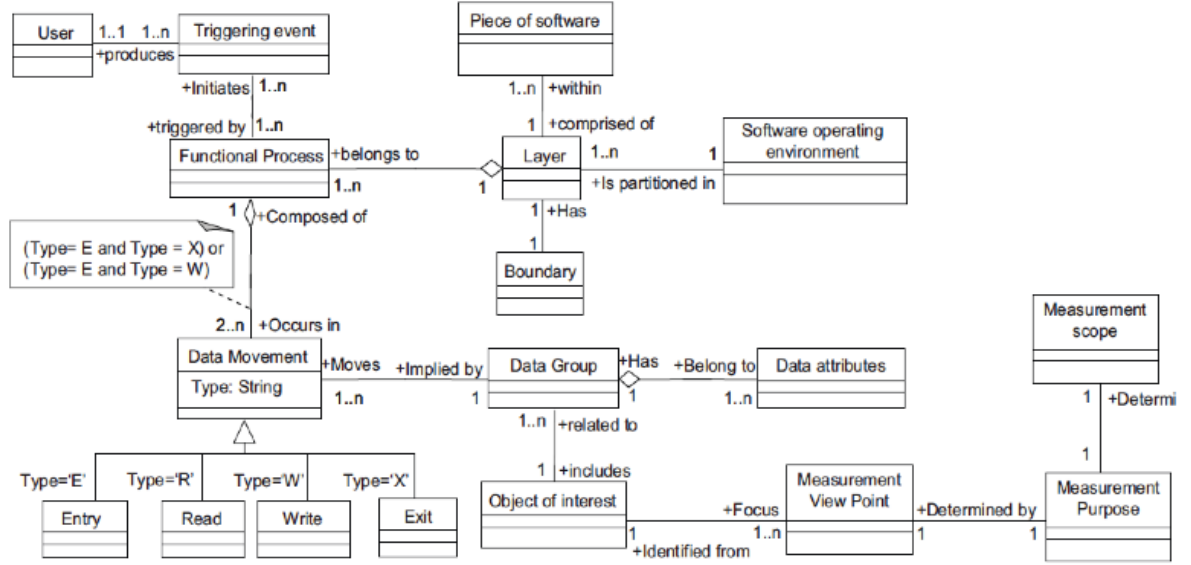 User
1..1
1..n
+produces
Triggering event
Piece of software
+Initiates
1..n
1..n
+within
+triggered by
1..n
1
+comprised of
Functional Process
+belongs to
1..n
1
Layer
1..n
1
+Is partitioned in
Software operating
environment
1
+Composed of
1
+Has
1
Boundary
(Type= E and Type = X) or
(Type= E and Type = W)
2..n
+Occurs in
Data Movement
Type: String
+Moves
1..n
+Implied by
1
Data Group
+Has
1
+Belong to
1..n
Data attributes
Measurement
scope
1
+Determi
1
1..n
+related to
1
+includes
Type='E'
Type='R'
Type='W'
Type='X'
Entry
Read
Write
Exit
Object of interest
1
+Identified from
+Focus
1..n
Measurement
View Point
+Determined by
1
1
Measurement
Purpose